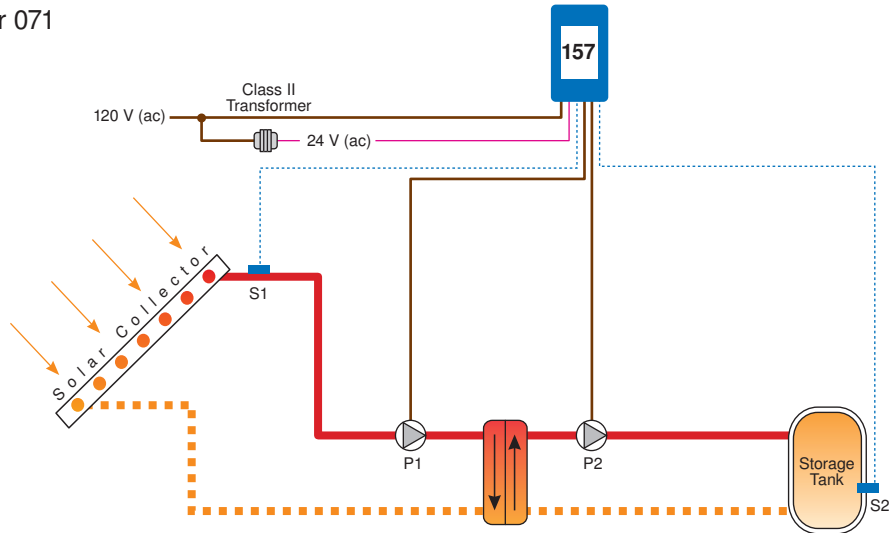 071
157
Class II
Transformer
120 V (ac)
24 V (ac)
Solar Collector
S1
P1
P2
Storage
Tank
S2